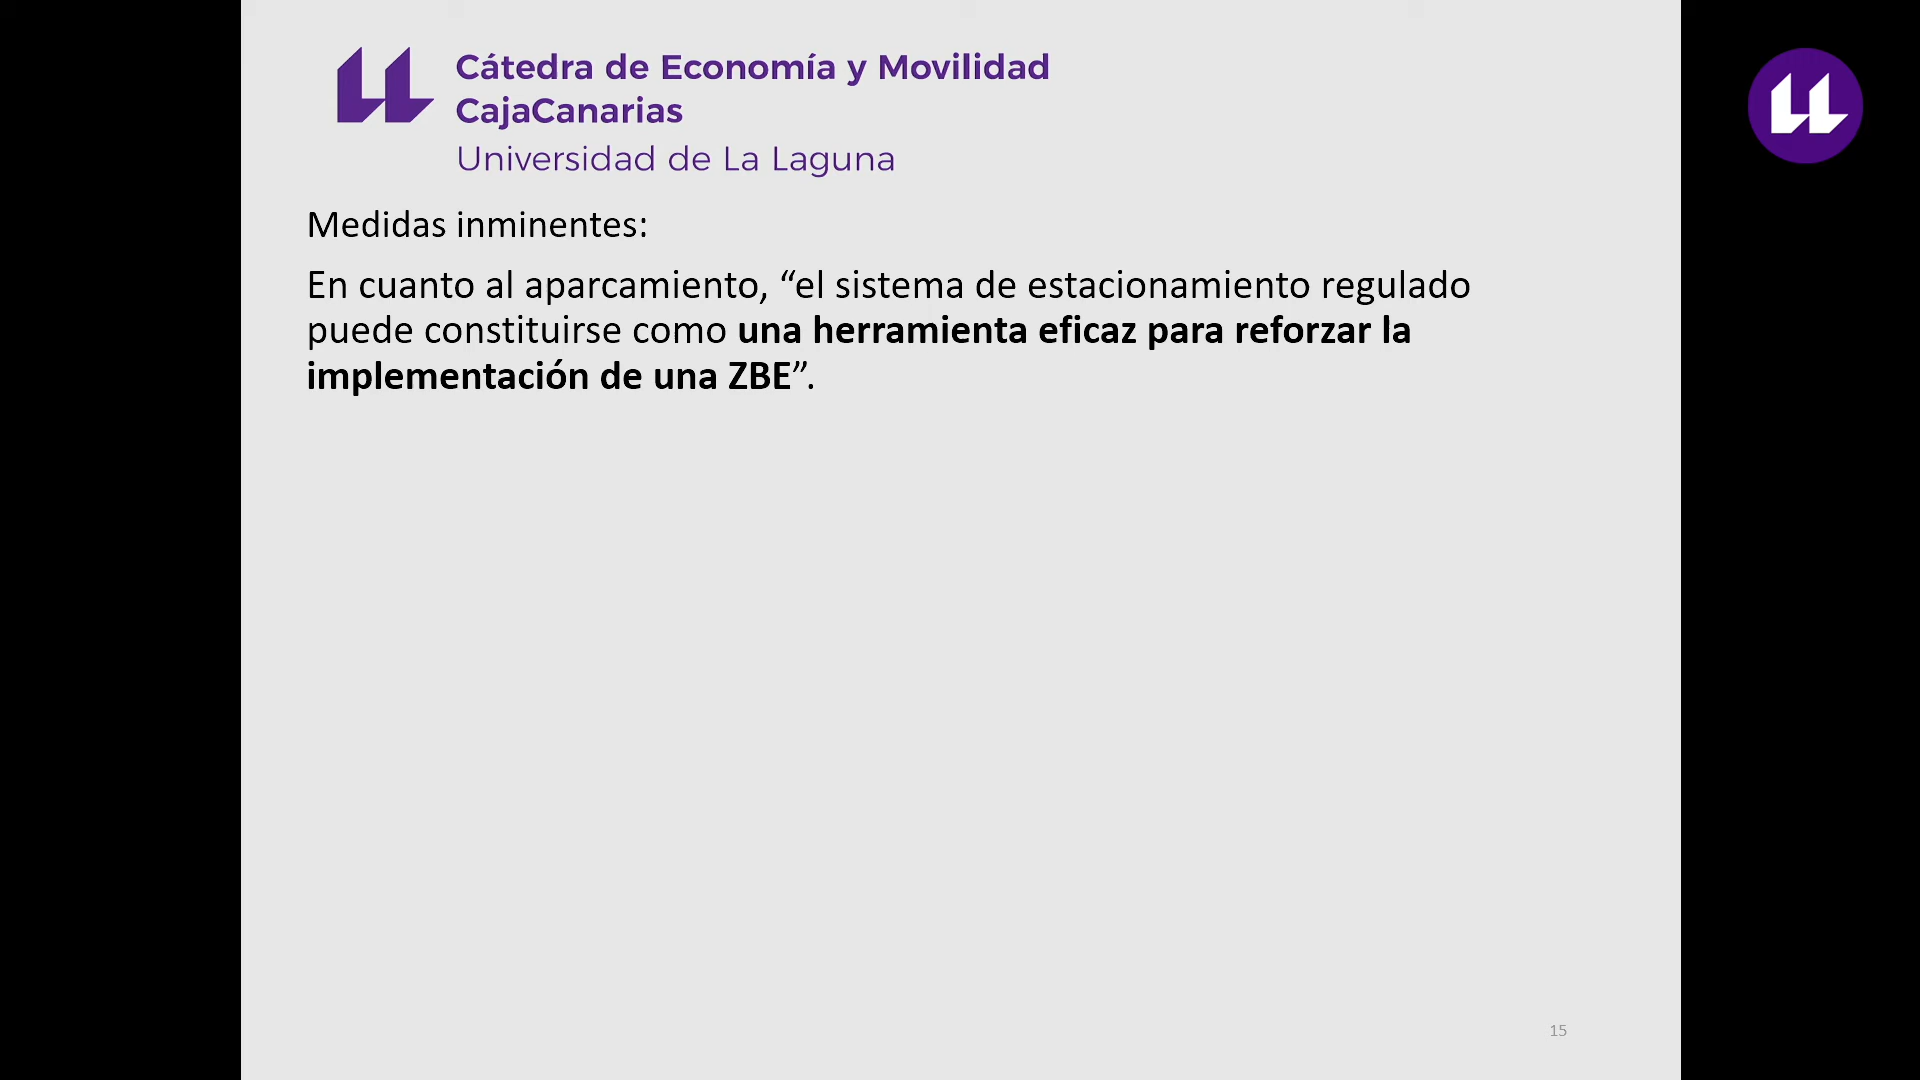 Cátedra de Economía y Movilidad
CajaCanarias
Universidad de La Laguna
Medidas inminentes:
En cuanto al aparcamiento, “el sistema de estacionamiento regulado
puede constituirse como una herramienta eficaz para reforzar la
implementación de una ZBE”.
15